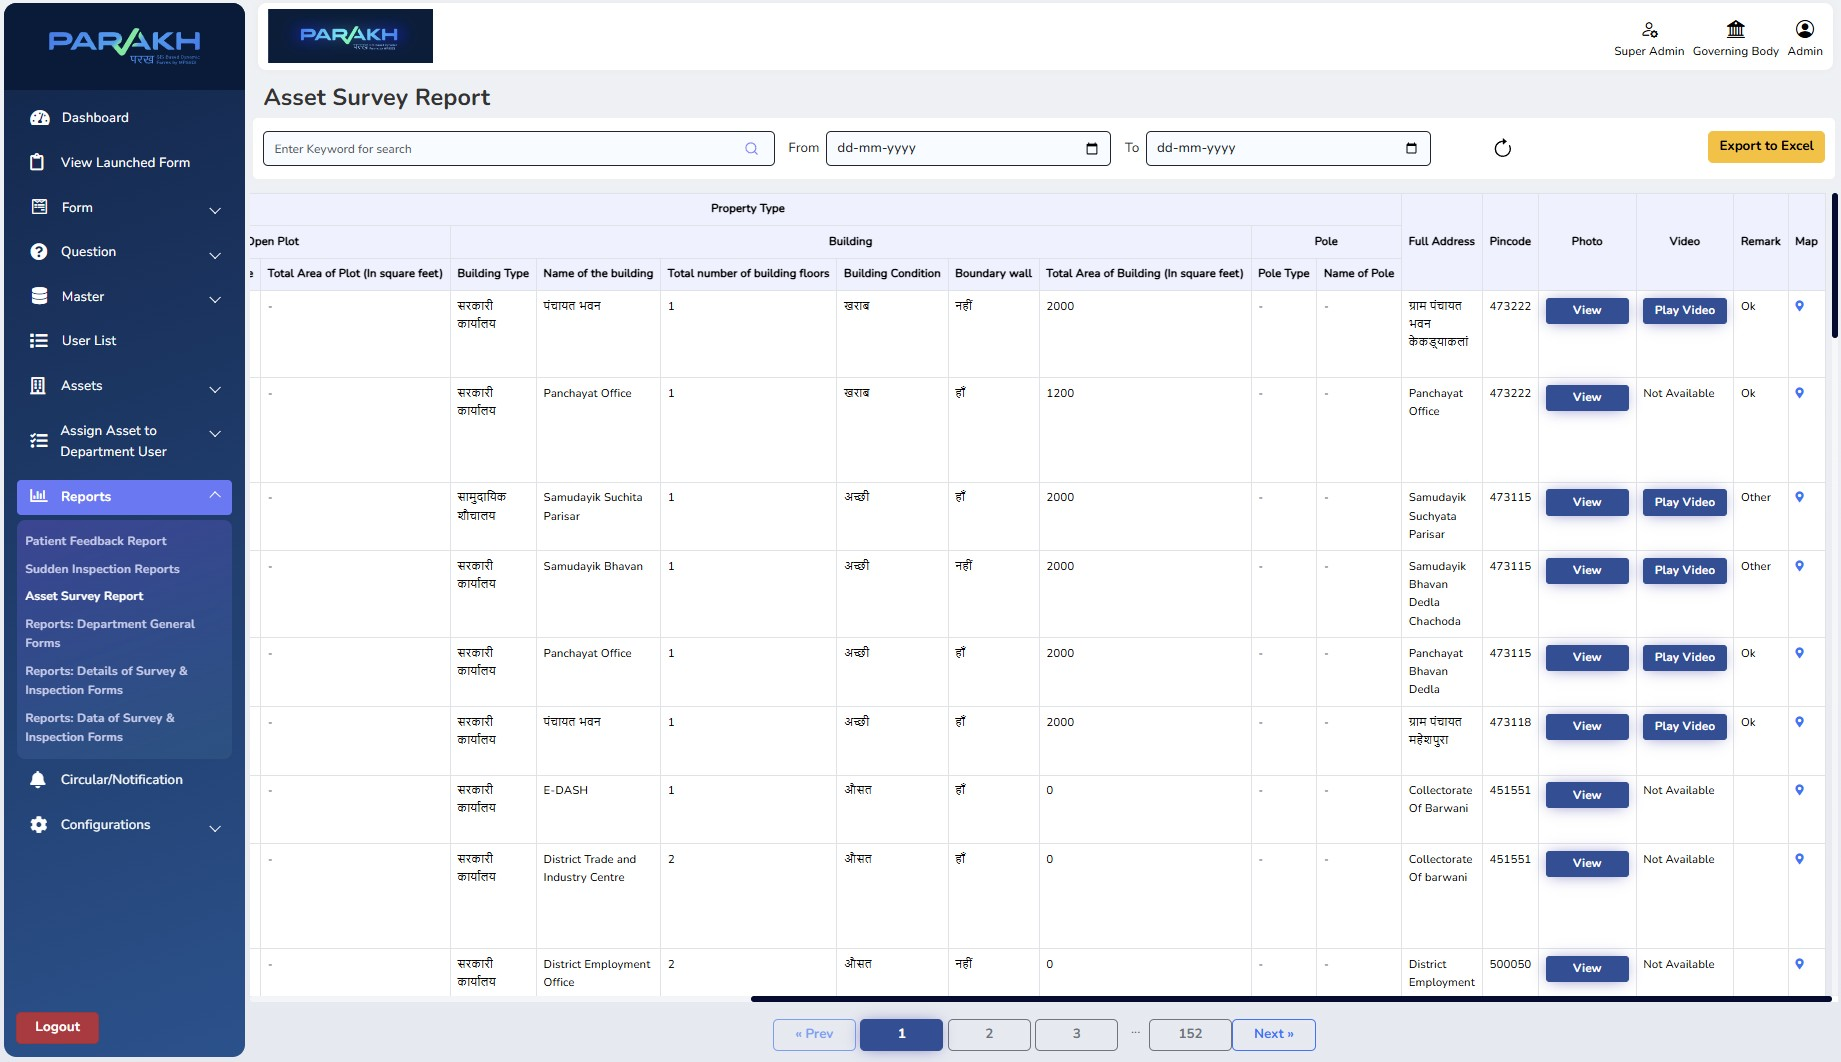 PARAKH
परख
PARAKH
परख
Super Admin
Governing Body
Admin
Dashboard
View Launched Form
Form
Question
Master
User List
Assets
Assign Asset to
Department User
Reports
Patient Feedback Report
Sudden Inspection Reports
Asset Survey Report
Reports: Department General
Forms
Reports: Details of Survey &
Inspection Forms
Reports: Data of Survey &
Inspection Forms
Circular/Notification
Configurations
Logout
Asset Survey Report
Enter Keyword for search
From
dd-mm-yyyy
To
dd-mm-yyyy
Export to Excel
Property Type
Open Plot
Building
Pole
Full Address
Pincode
Photo
Video
Remark
Map
Total Area of Plot (In square feet)
Building Type
Name of the building
Total number of building floors
Building Condition
Boundary wall
Total Area of Building (In square feet)
Pole Type
Name of Pole
- सरकारी पंचायत भवन 1 खराब नहीं 2000 - - ग्राम पंचायत 473222 View Play Video Ok
कार्यालय भवन
केकड़्याकलां
- सरकारी Panchayat Office 1 खराब हाँ 1200 - - Panchayat 473222 View Not Available Ok
कार्यालय Office
- सामुदायिक Samudayik Suchita 1 अच्छी हाँ 2000 - - Samudayik 473115 View Play Video Other
शौचालय Parisar Suchyata
Parisar
- सरकारी Samudayik Bhavan 1 अच्छी नहीं 2000 - - Samudayik 473115 View Play Video Other
कार्यालय Bhavan
Dedla
Chachoda
- सरकारी Panchayat Office 1 अच्छी हाँ 2000 - - Panchayat 473115 View Play Video Ok
कार्यालय Bhavan
Dedla
- सरकारी पंचायत भवन 1 अच्छी हाँ 2000 - - ग्राम पंचायत 473118 View Play Video Ok
कार्यालय महेशपुरा
- सरकारी E-DASH 1 औसत हाँ 0 - - Collectorate 451551 View Not Available
कार्यालय Of Barwani
- सरकारी District Trade and 2 औसत हाँ 0 - - Collectorate 451551 View Not Available
कार्यालय Industry Centre Of barwani
- सरकारी District Employment 2 औसत नहीं 0 - - District 500050 View Not Available
कार्यालय Office Employment
« Prev 1 2 3 ... 152 Next »